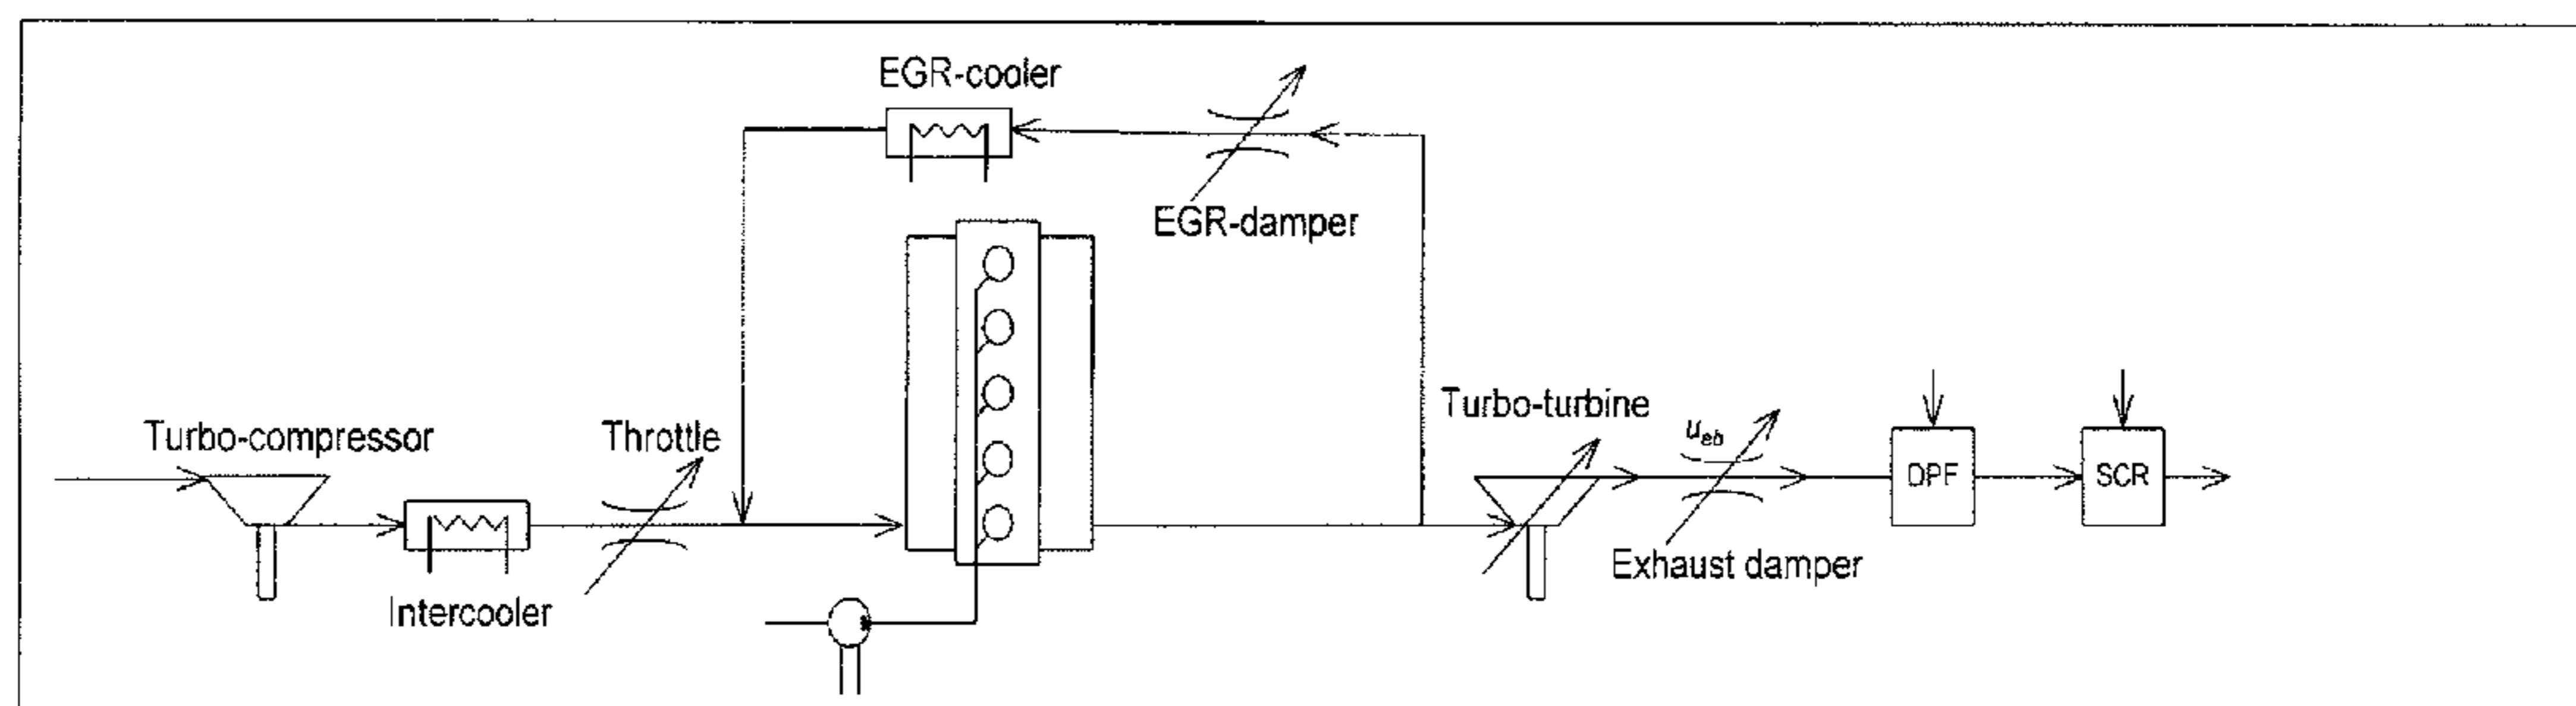 EGR-cooler
EGR-damper
Turbo-compressor
Throttle
Turbo-turbine
u_eb
DPF
SCR
Exhaust damper
Intercooler